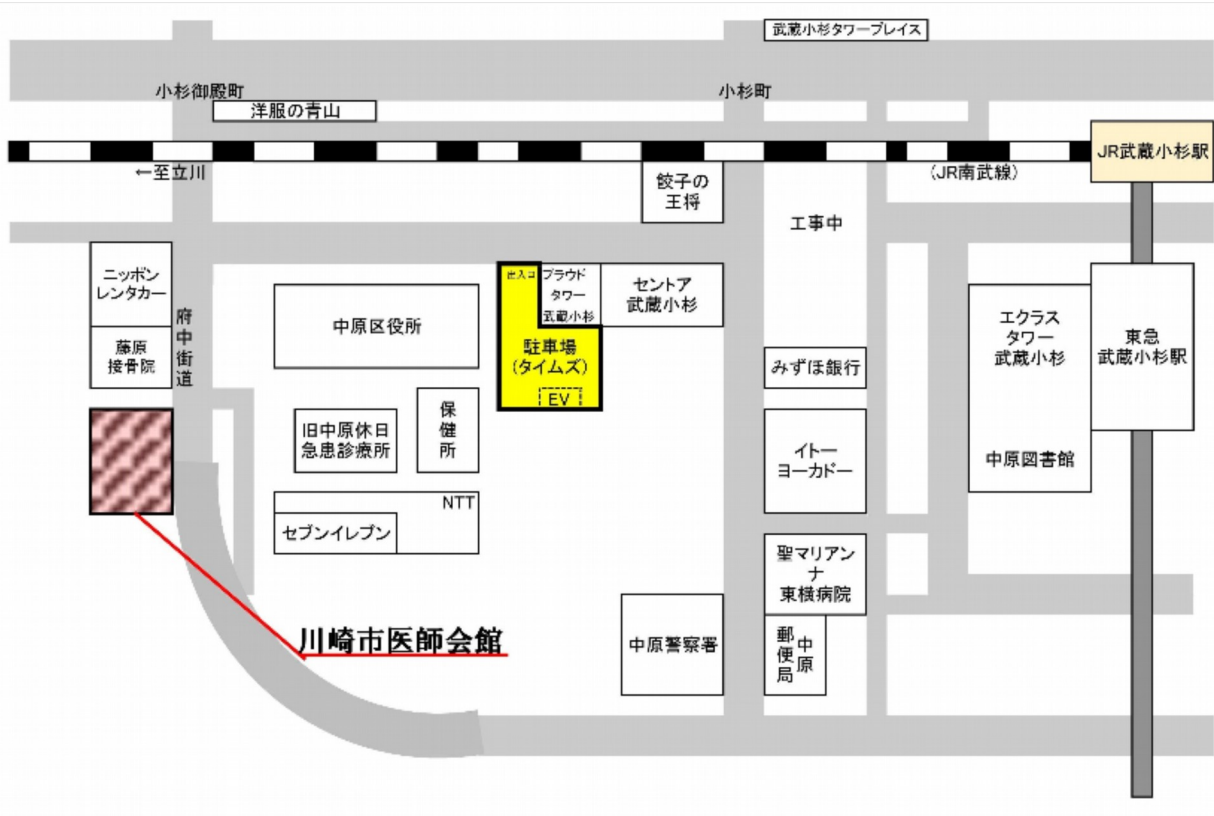 武蔵小杉タワープレイス
小杉御殿町
小杉町
洋服の青山
JR武蔵小杉駅
←至立川
(JR南武線)
餃子の
王将
工事中
ニッポン
レンタカー
出入口
プラウド
タワー
武蔵小杉
セントア
武蔵小杉
中原区役所
府中街道
藤原
接骨院
駐車場
(タイムズ)
EV
みずほ銀行
エクラス
タワー
武蔵小杉
東急
武蔵小杉駅
旧中原休日
急患診療所
保健所
イトー
ヨーカドー
中原図書館
NTT
セブンイレブン
聖マリアン
ナ
東横病院
川崎市医師会館
中原警察署
中原
郵便局